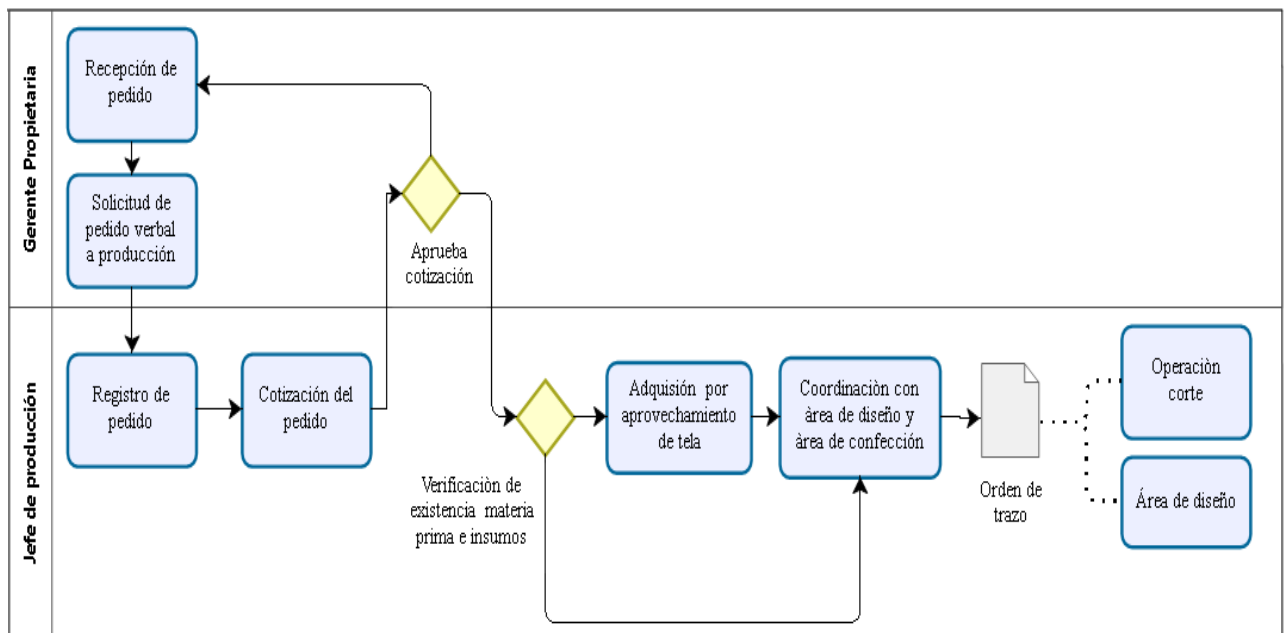 Gerente Propietaria
Recepción de
pedido
Solicitud de
pedido verbal
a producción
Aprueba
cotización
Jefe de producción
Registro de
pedido
Cotización del
pedido
Verificaciòn de
existencia materia
prima e insumos
Adquisión por
aprovechamiento
de tela
Coordinaciòn con
àrea de diseño y
àrea de confección
Orden de
trazo
Operaciòn
corte
Área de diseño